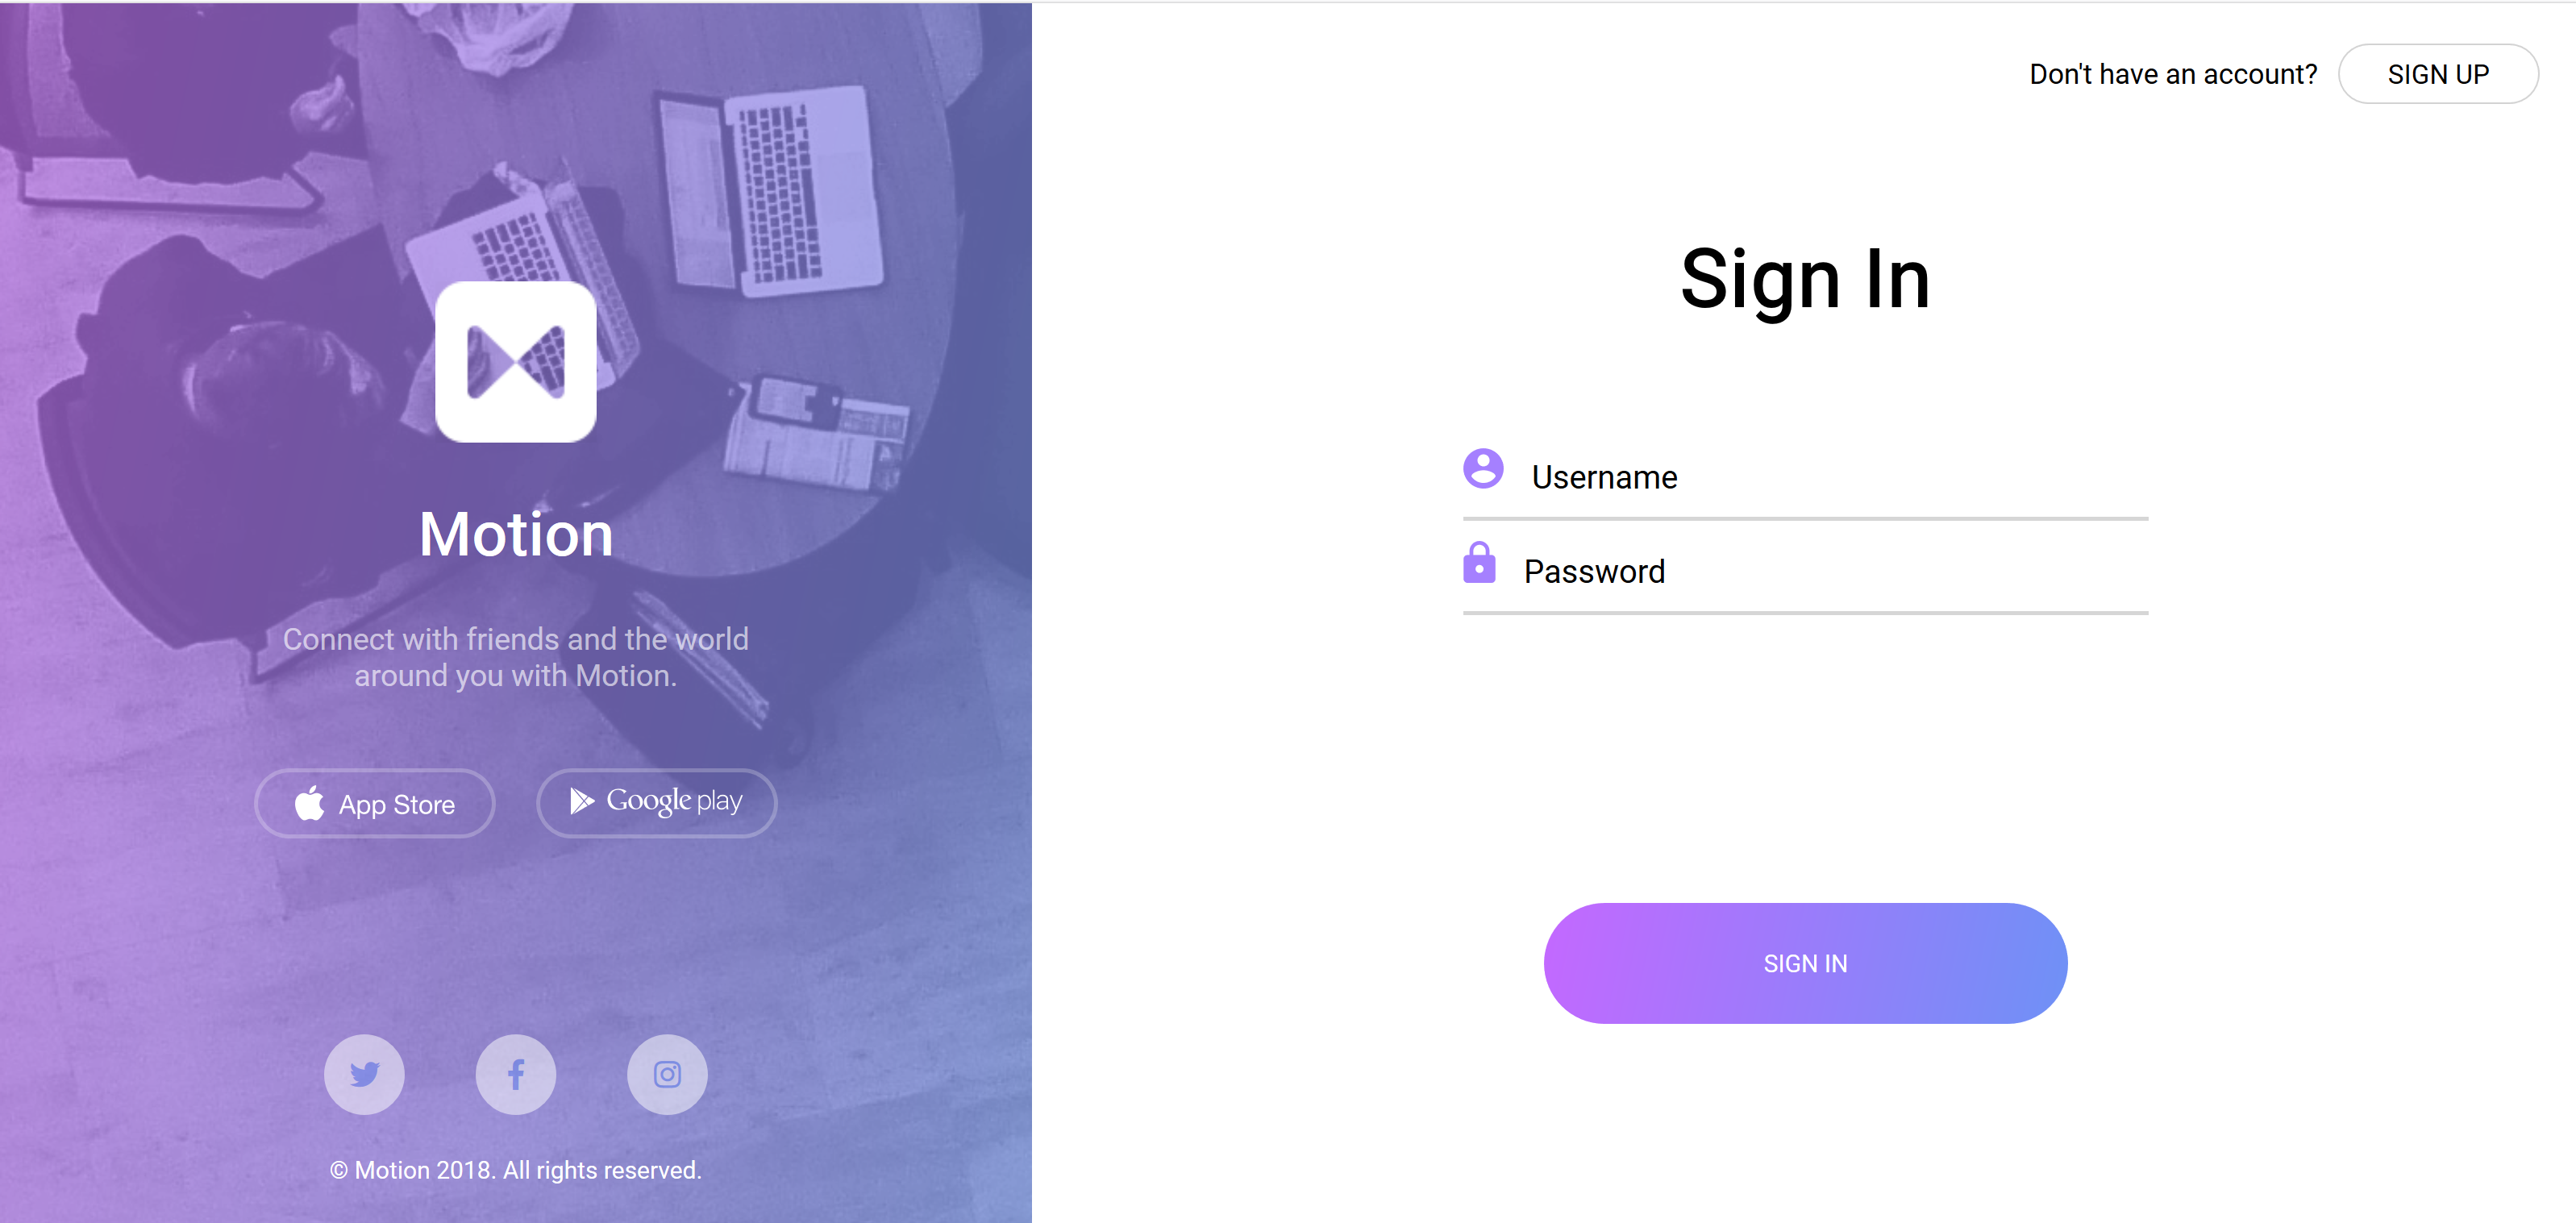 Don't have an account?
SIGN UP
Sign In
Username
Password
SIGN IN
Motion
Connect with friends and the world
around you with Motion.
App Store
Google play
© Motion 2018. All rights reserved.